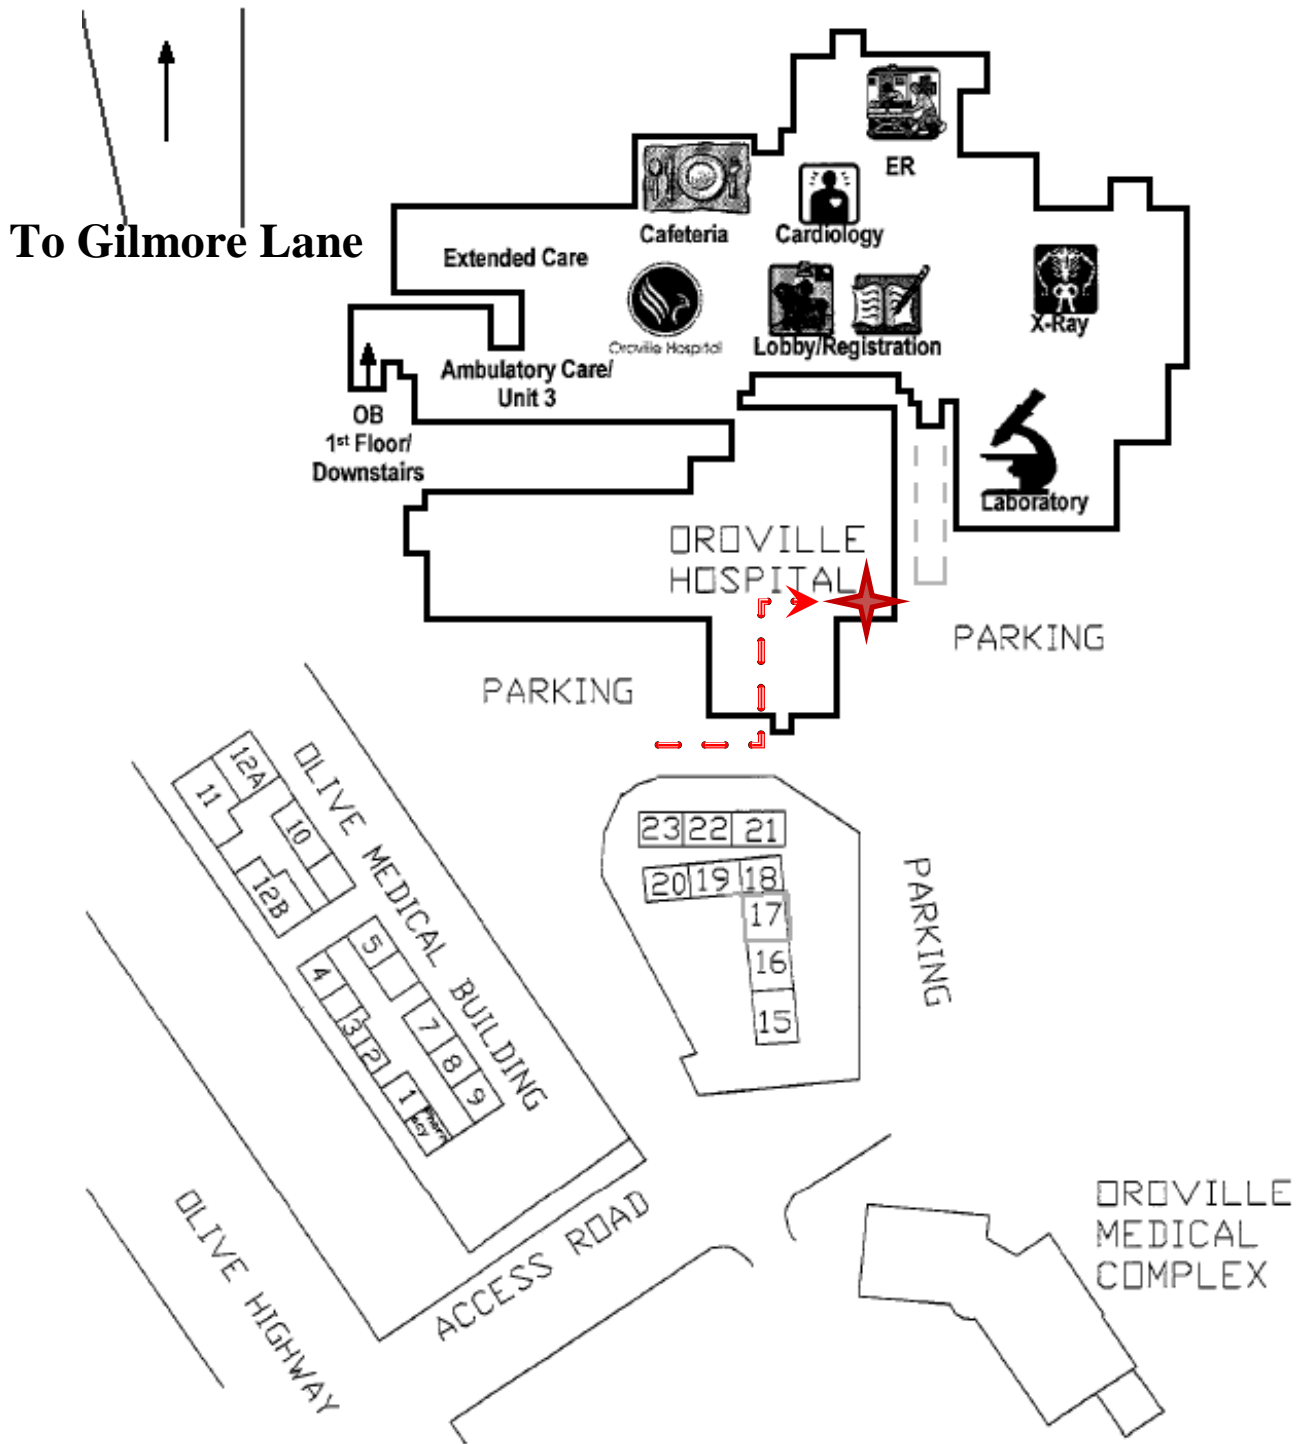 ER
Cafeteria
Cardiology
To Gilmore Lane
Extended Care
X-Ray
Oroville Hospital
Lobby/Registration
Ambulatory Care/
Unit 3
OB
1st Floor/
Downstairs
Laboratory
OROVILLE
HOSPITAL
PARKING
PARKING
12A
11
10
12B
OLIVE MEDICAL BUILDING
23 22 21
20 19 18
17
16
15
PARKING
5
4
3
2
7
8
9
1
OLIVE HIGHWAY
ACCESS ROAD
OROVILLE
MEDICAL
COMPLEX